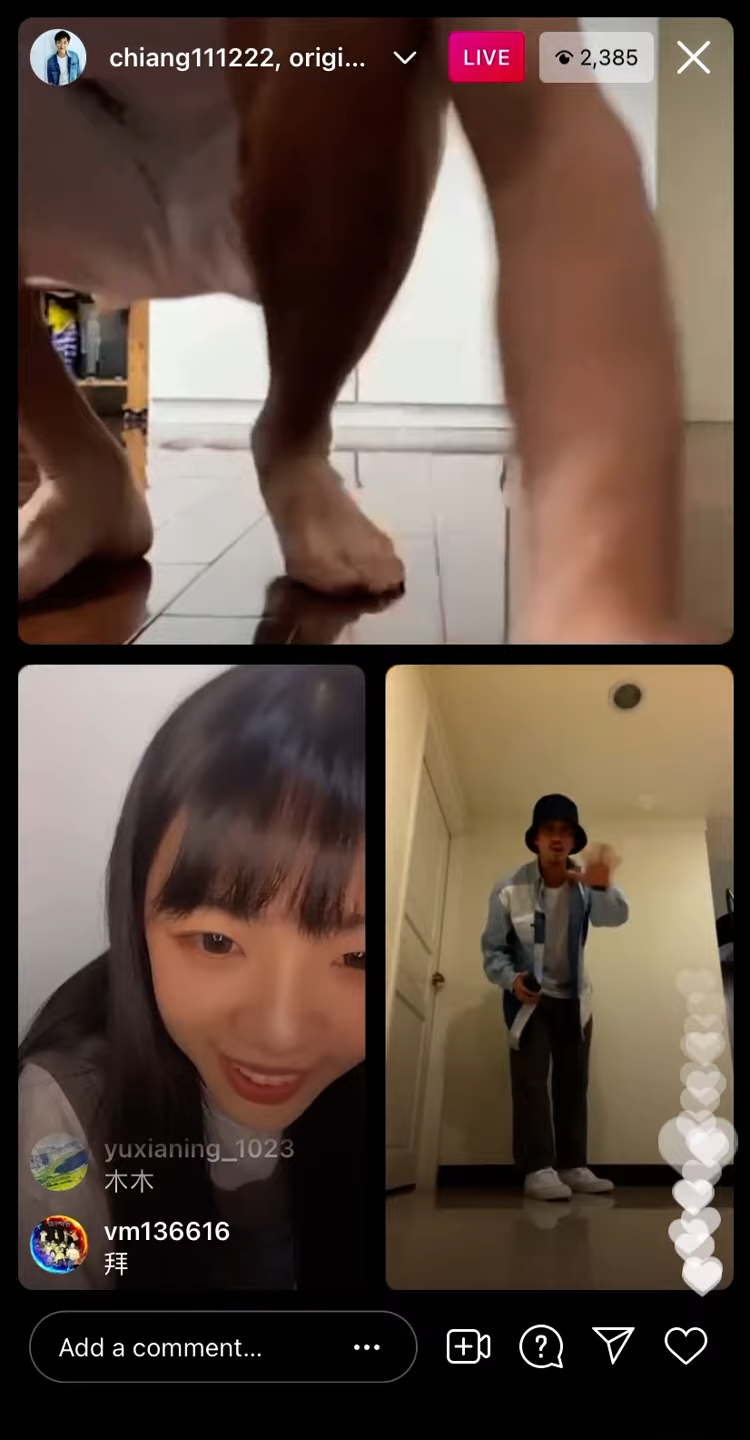 chiang111222, origi...
LIVE
2,385
yuxianing_1023
木木
vm136616
拜
Add a comment...